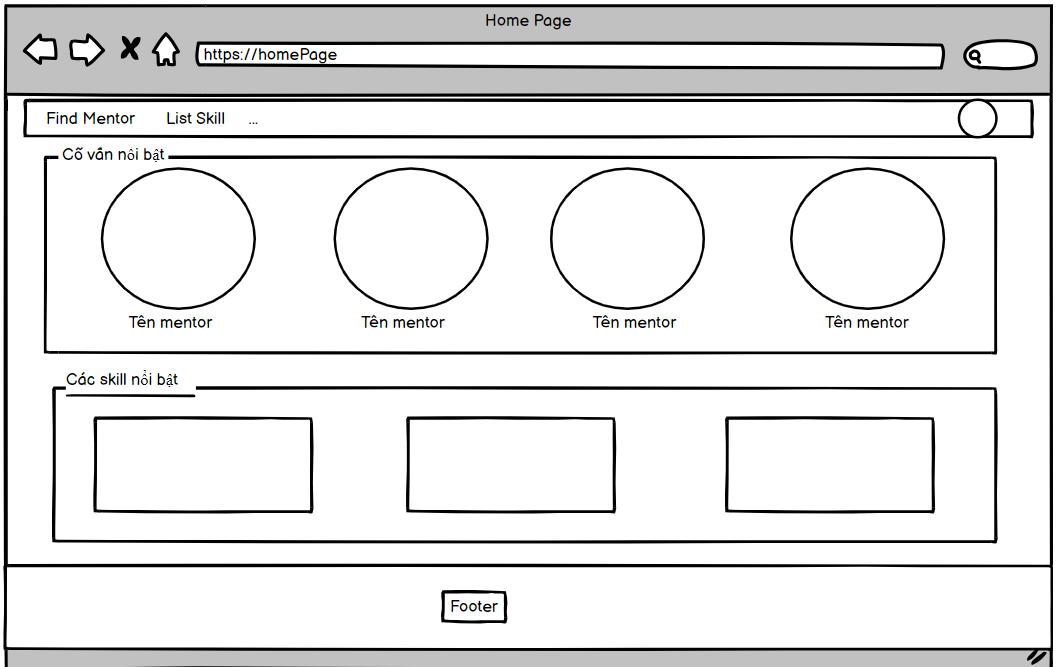 Home Page
https://homePage
Find Mentor List Skill ...
Cố vấn nỏi bật
Tên mentor Tên mentor Tên mentor Tên mentor
Các skill nổi bật
Footer